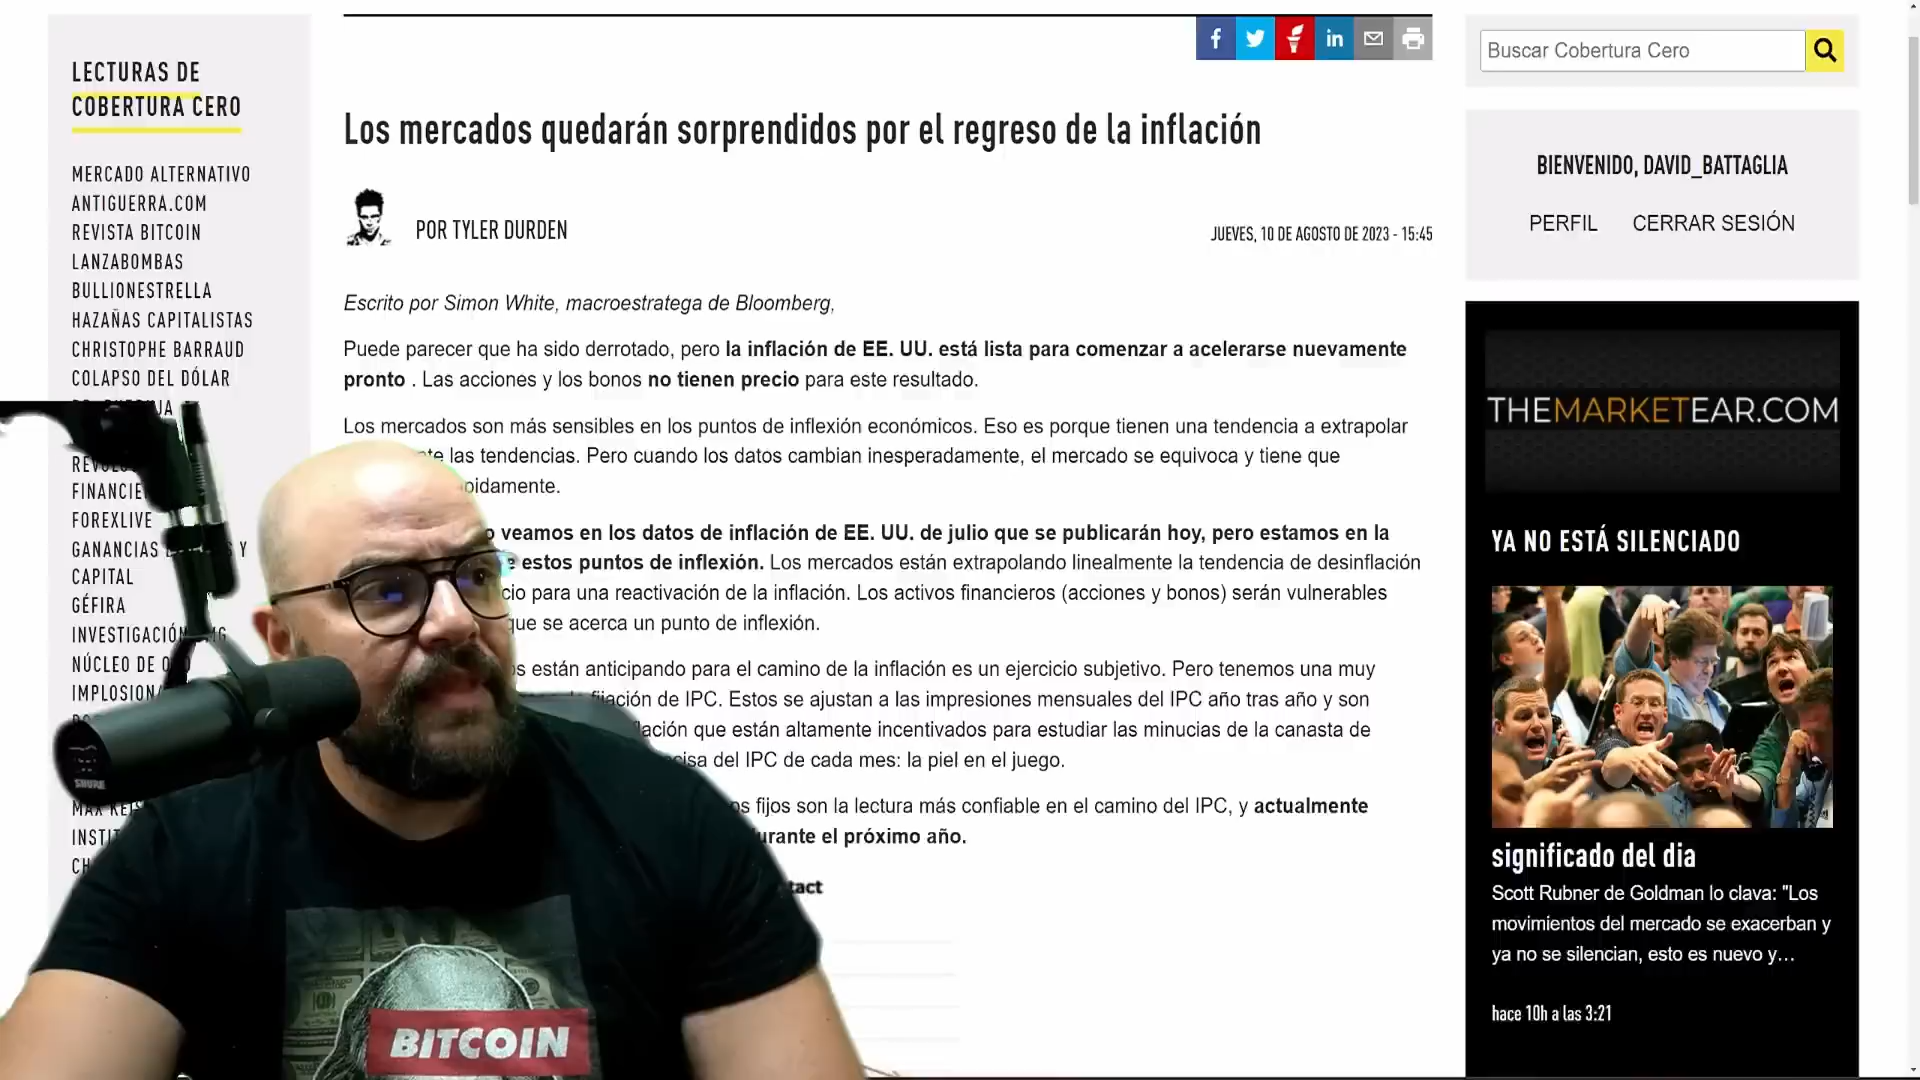 LECTURAS DE
COBERTURA CERO
MERCADO ALTERNATIVO
ANTIGUERRA.COM
REVISTA BITCOIN
LANZABOMBAS
BULLIONESTRELLA
HAZAÑAS CAPITALISTAS
CHRISTOPHE BARRAUD
COLAPSO DEL DÓLAR
FOREXLIVE
GANANCIAS Y
CAPITAL
GÉFIRA
INVESTIGACIÓN
NÚCLEO DE
SHURE
MAX
BITCOIN
Los mercados quedarán sorprendidos por el regreso de la inflación
POR TYLER DURDEN
JUEVES, 10 DE AGOSTO DE 2023 - 15:45
Escrito por Simon White, macroestratega de Bloomberg,
Puede parecer que ha sido derrotado, pero la inflación de EE. UU. está lista para comenzar a acelerarse nuevamente
pronto . Las acciones y los bonos no tienen precio para este resultado.
Los mercados son más sensibles en los puntos de inflexión económicos. Eso es porque tienen una tendencia a extrapolar
las tendencias. Pero cuando los datos cambian inesperadamente, el mercado se equivoca y tiene que
veamos en los datos de inflación de EE. UU. de julio que se publicarán hoy, pero estamos en la
estos puntos de inflexión. Los mercados están extrapolando linealmente la tendencia de desinflación
para una reactivación de la inflación. Los activos financieros (acciones y bonos) serán vulnerables
que se acerca un punto de inflexión.
están anticipando para el camino de la inflación es un ejercicio subjetivo. Pero tenemos una muy
fijación de IPC. Estos se ajustan a las impresiones mensuales del IPC año tras año y son
que están altamente incentivados para estudiar las minucias de la canasta de
del IPC de cada mes: la piel en el juego.
fijos son la lectura más confiable en el camino del IPC, y actualmente
durante el próximo año.
Buscar Cobertura Cero
BIENVENIDO, DAVID_BATTAGLIA
PERFIL CERRAR SESIÓN
THEMARKETEAR.COM
YA NO ESTÁ SILENCIADO
significado del dia
Scott Rubner de Goldman lo clava: "Los
movimientos del mercado se exacerban y
ya no se silencian, esto es nuevo y…
hace 10h a las 3:21